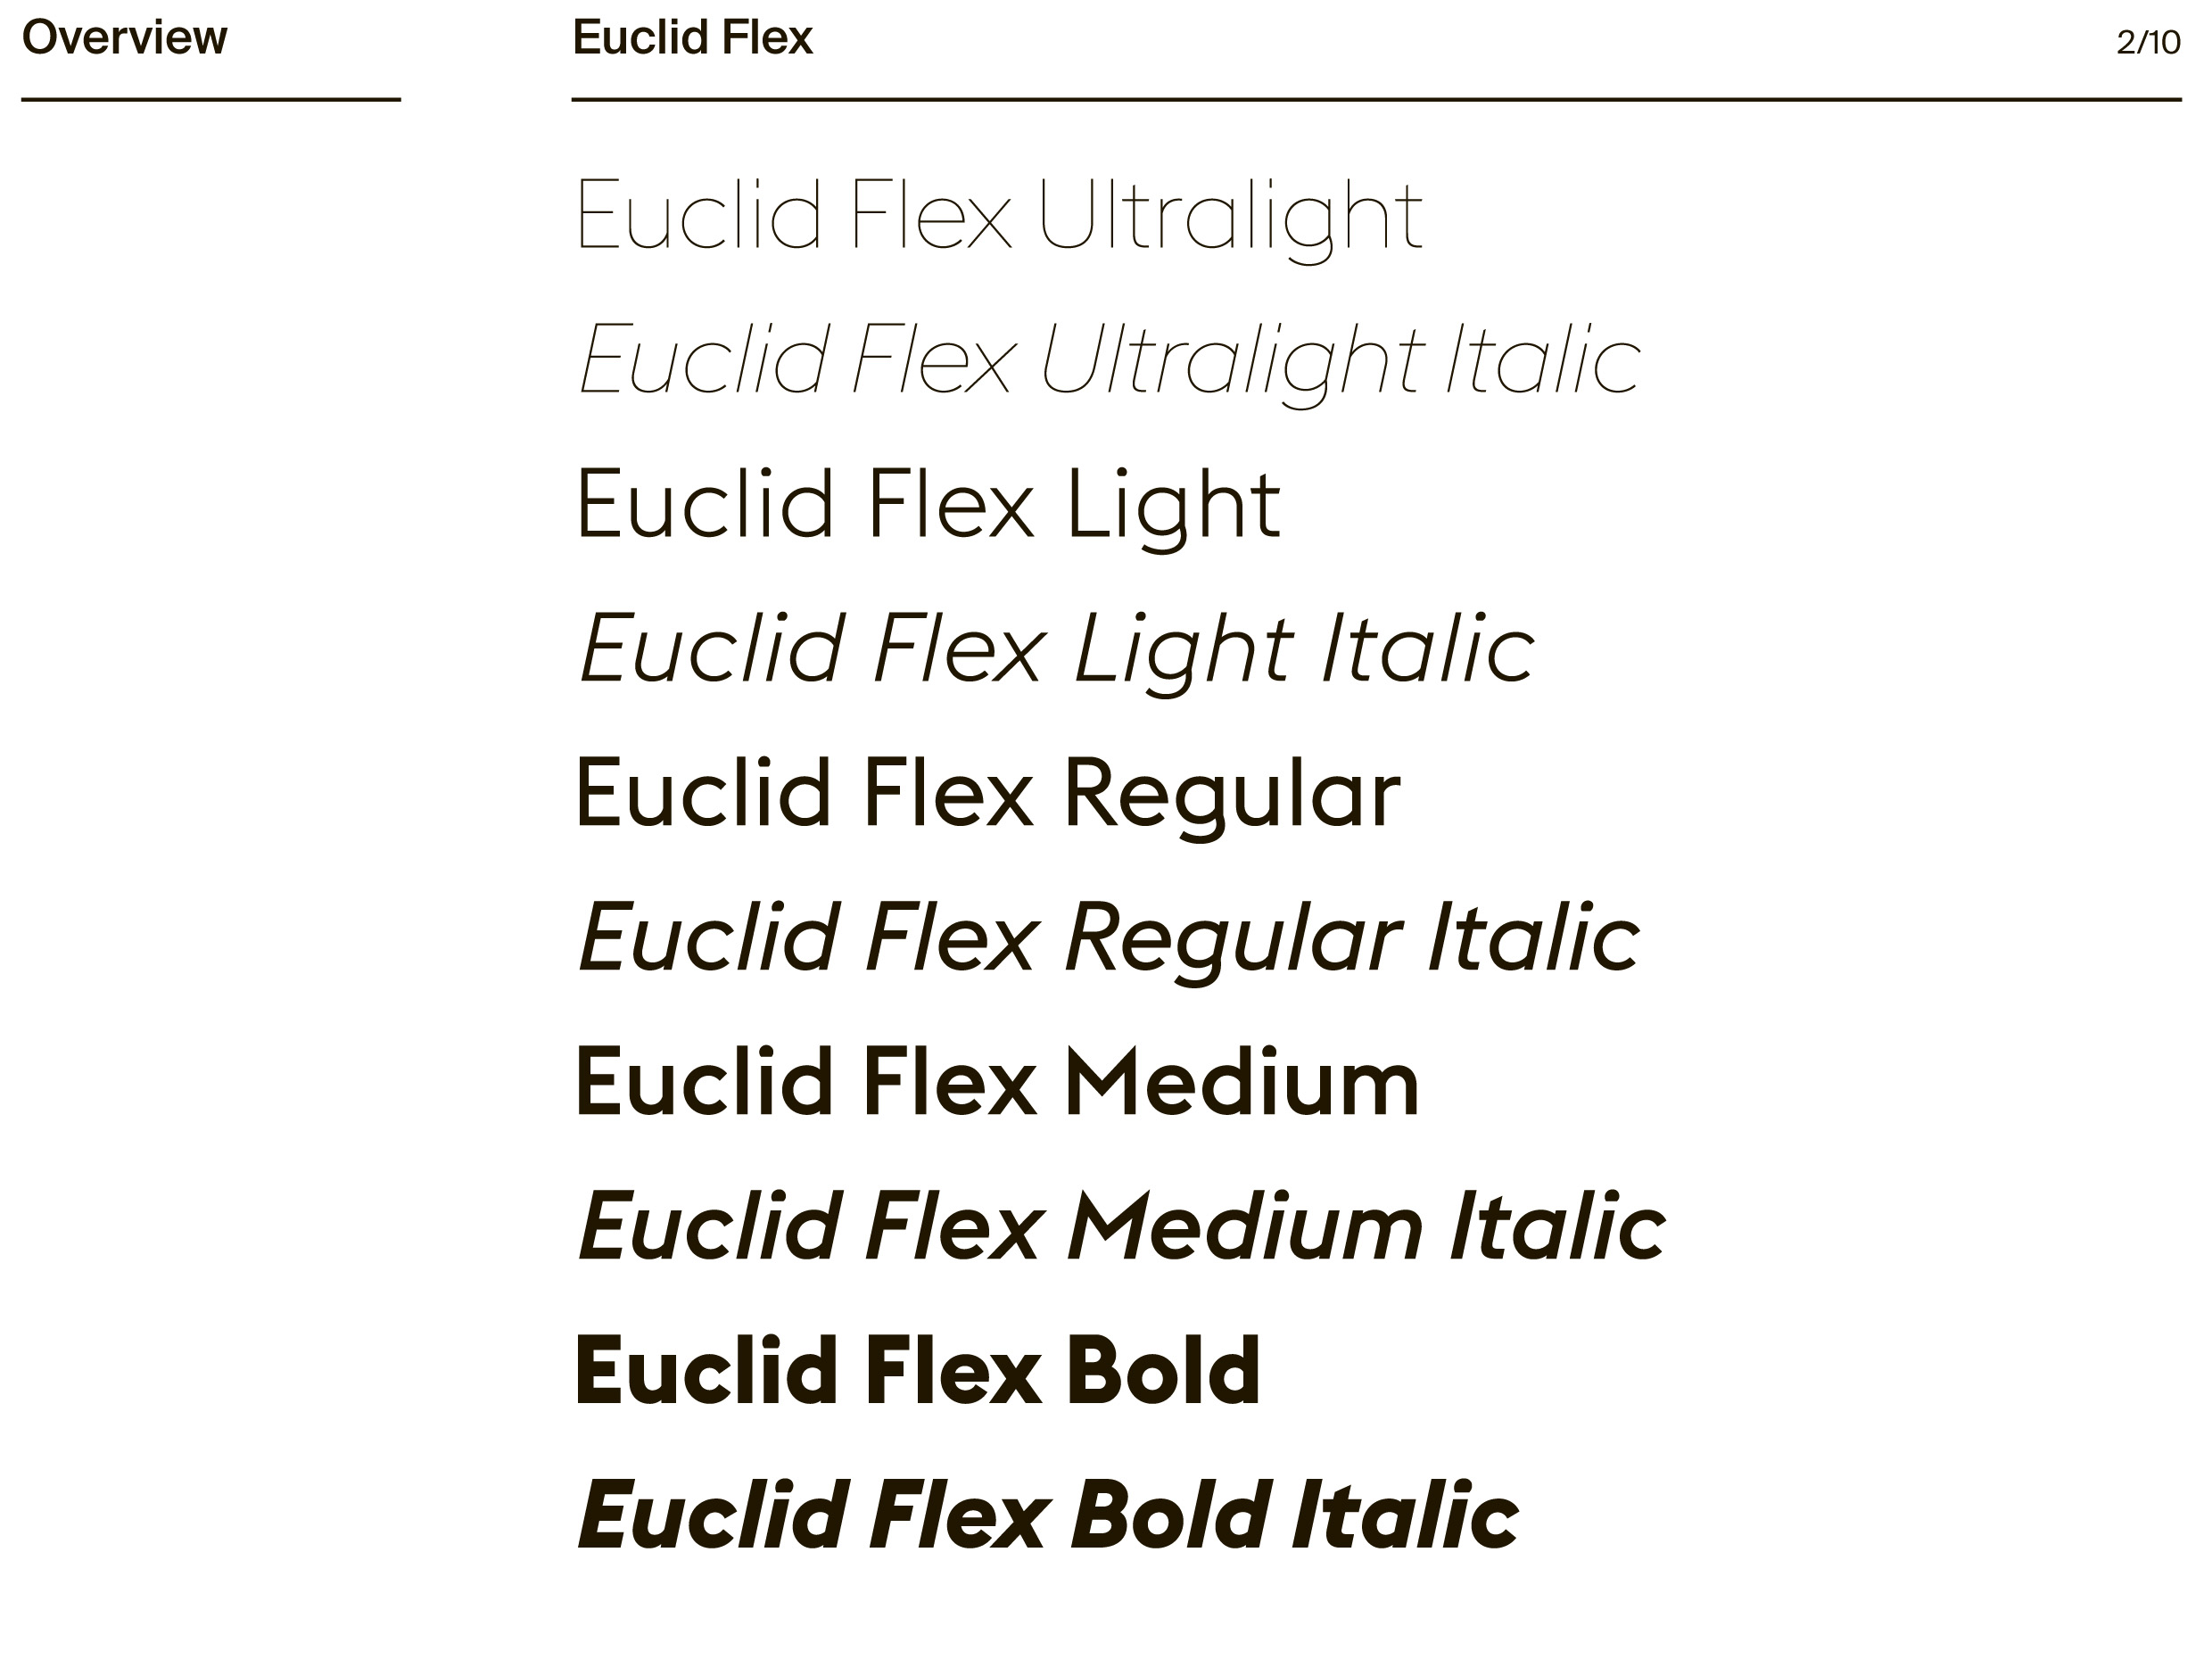 Overview
Euclid Flex
2/10
Euclid Flex Ultralight
Euclid Flex Ultralight Italic
Euclid Flex Light
Euclid Flex Light Italic
Euclid Flex Regular
Euclid Flex Regular Italic
Euclid Flex Medium
Euclid Flex Medium Italic
Euclid Flex Bold
Euclid Flex Bold Italic